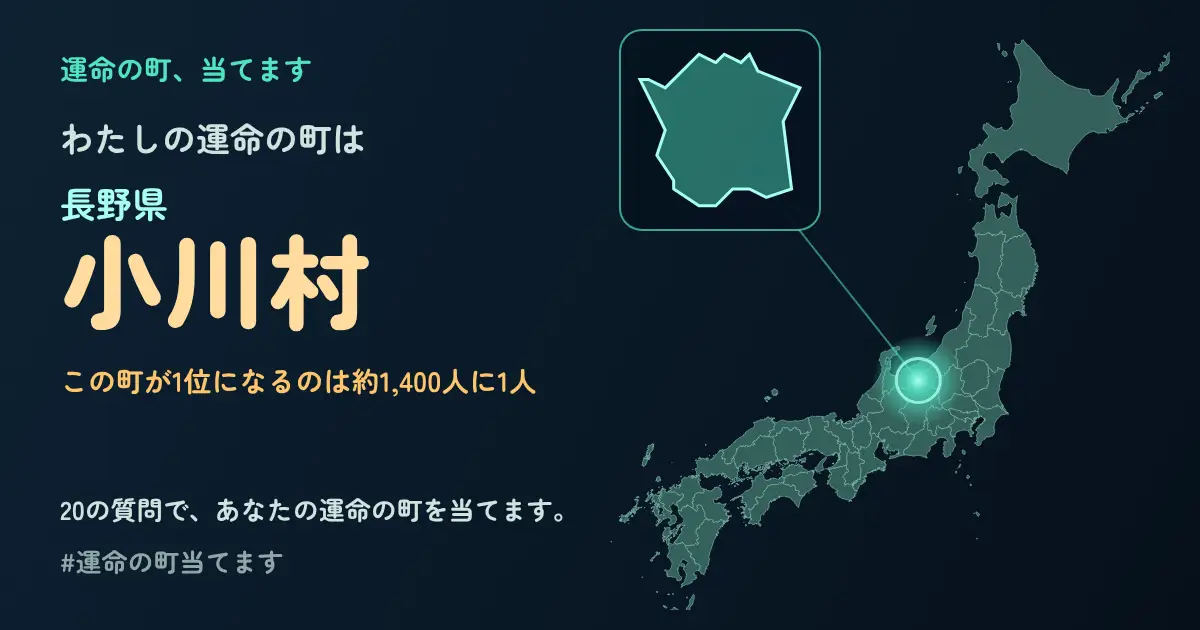 運命の町、当てます
わたしの運命の町は
長野県
小川村
この町が1位になるのは約1,400人に1人
20の質問で、あなたの運命の町を当てます。
#運命の町当てます